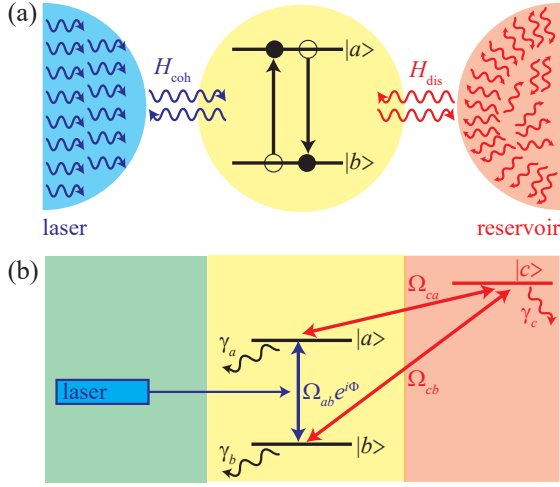 (a)
|a>
H_coh
H_dis
|b>
laser
reservoir
(b)
|c>
Ω_ca
γ_c
γ_a
|a>
laser
Ω_ab e^{iΦ}
Ω_cb
γ_b
|b>